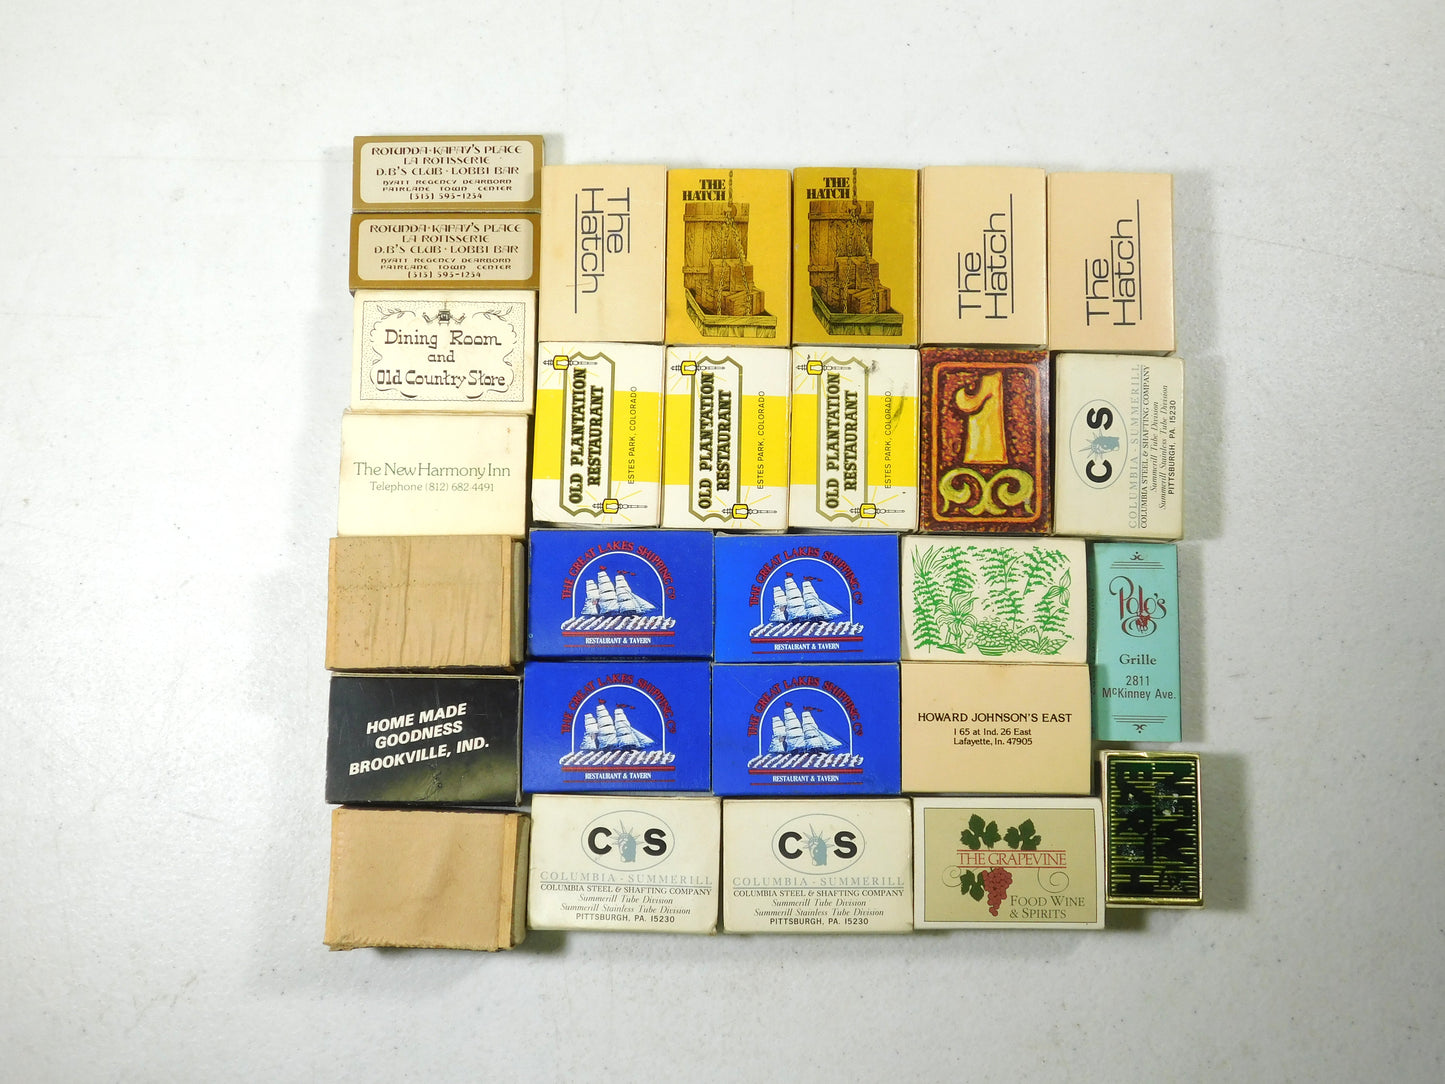 ROTUNDA · KAFAY'S PLACE
LA ROTISSERIE
D.B'S CLUB · LOBBI BAR
HYATT REGENCY DEARBORN
FAIRLANE TOWN CENTER
(313) 593-1234
ROTUNDA · KAFAY'S PLACE
LA ROTISSERIE
D.B'S CLUB · LOBBI BAR
HYATT REGENCY DEARBORN
FAIRLANE TOWN CENTER
(313) 593-1234
Dining Room
and
Old Country Store
The New Harmony Inn
Telephone (812) 682-4491
HOME MADE
GOODNESS
BROOKVILLE, IND.
The
Hatch
THE
HATCH
THE
HATCH
The
Hatch
The
Hatch
OLD PLANTATION
RESTAURANT
ESTES PARK, COLORADO
OLD PLANTATION
RESTAURANT
ESTES PARK, COLORADO
OLD PLANTATION
RESTAURANT
ESTES PARK, COLORADO
1
CS
COLUMBIA - SUMMERILL
COLUMBIA STEEL & SHAFTING COMPANY
Summerill Tube Division
Summerill Stainless Tube Division
PITTSBURGH, PA. 15230
THE GREAT LAKES SHIPPING Co
RESTAURANT & TAVERN
THE GREAT LAKES SHIPPING Co
RESTAURANT & TAVERN
Polo's
Grille
2811
McKinney Ave.
THE GREAT LAKES SHIPPING Co
RESTAURANT & TAVERN
THE GREAT LAKES SHIPPING Co
RESTAURANT & TAVERN
HOWARD JOHNSON'S EAST
I 65 at Ind. 26 East
Lafayette, In. 47905
CS
COLUMBIA - SUMMERILL
COLUMBIA STEEL & SHAFTING COMPANY
Summerill Tube Division
Summerill Stainless Tube Division
PITTSBURGH, PA. 15230
CS
COLUMBIA - SUMMERILL
COLUMBIA STEEL & SHAFTING COMPANY
Summerill Tube Division
Summerill Stainless Tube Division
PITTSBURGH, PA. 15230
THE GRAPEVINE
FOOD WINE
& SPIRITS